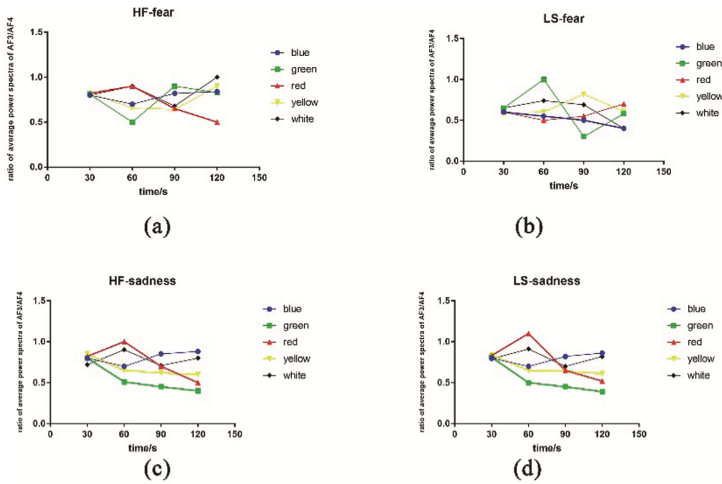 HF-fear
ratio of average power spectra of AF3/AF4
1.5
1.0
0.5
0.0
0 30 60 90 120 150
time/s
blue
green
red
yellow
white
(a)
LS-fear
ratio of average power spectra of AF3/AF4
1.5
1.0
0.5
0.0
0 30 60 90 120 150
time/s
blue
green
red
yellow
white
(b)
HF-sadness
ratio of average power spectra of AF3/AF4
1.5
1.0
0.5
0.0
0 30 60 90 120 150
time/s
blue
green
red
yellow
white
(c)
LS-sadness
ratio of average power spectra of AF3/AF4
1.5
1.0
0.5
0.0
0 30 60 90 120 150
time/s
blue
green
red
yellow
white
(d)